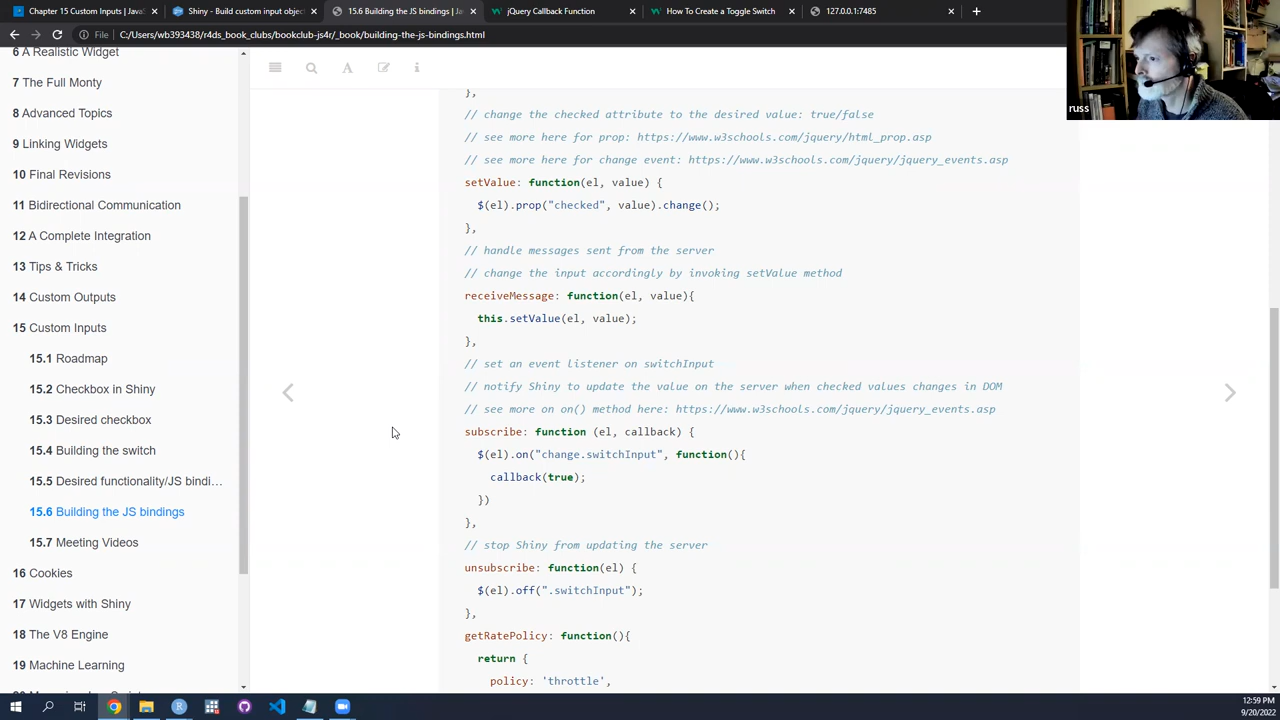 Chapter 15 Custom Inputs | Java
Shiny - Build custom input objec
15.6 Building the JS bindings | Ja
jQuery Callback Function
How To Create a Toggle Switch
127.0.0.1:7485
File
C:/Users/wb393438/r4ds_book_clubs/bookclub-js4r/_book/building-the-js-bindings.html
russ
6 A Realistic Widget
7 The Full Monty
8 Advanced Topics
9 Linking Widgets
10 Final Revisions
11 Bidirectional Communication
12 A Complete Integration
13 Tips & Tricks
14 Custom Outputs
15 Custom Inputs
15.1 Roadmap
15.2 Checkbox in Shiny
15.3 Desired checkbox
15.4 Building the switch
15.5 Desired functionality/JS bindi…
15.6 Building the JS bindings
15.7 Meeting Videos
16 Cookies
17 Widgets with Shiny
18 The V8 Engine
19 Machine Learning
},
// change the checked attribute to the desired value: true/false
// see more here for prop: https://www.w3schools.com/jquery/html_prop.asp
// see more here for change event: https://www.w3schools.com/jquery/jquery_events.asp
setValue: function(el, value) {
$(el).prop("checked", value).change();
},
// handle messages sent from the server
// change the input accordingly by invoking setValue method
receiveMessage: function(el, value){
this.setValue(el, value);
},
// set an event listener on switchInput
// notify Shiny to update the value on the server when checked values changes in DOM
// see more on on() method here: https://www.w3schools.com/jquery/jquery_events.asp
subscribe: function (el, callback) {
$(el).on("change.switchInput", function(){
callback(true);
})
},
// stop Shiny from updating the server
unsubscribe: function(el) {
$(el).off(".switchInput");
},
getRatePolicy: function(){
return {
policy: 'throttle',
12:59 PM
9/20/2022